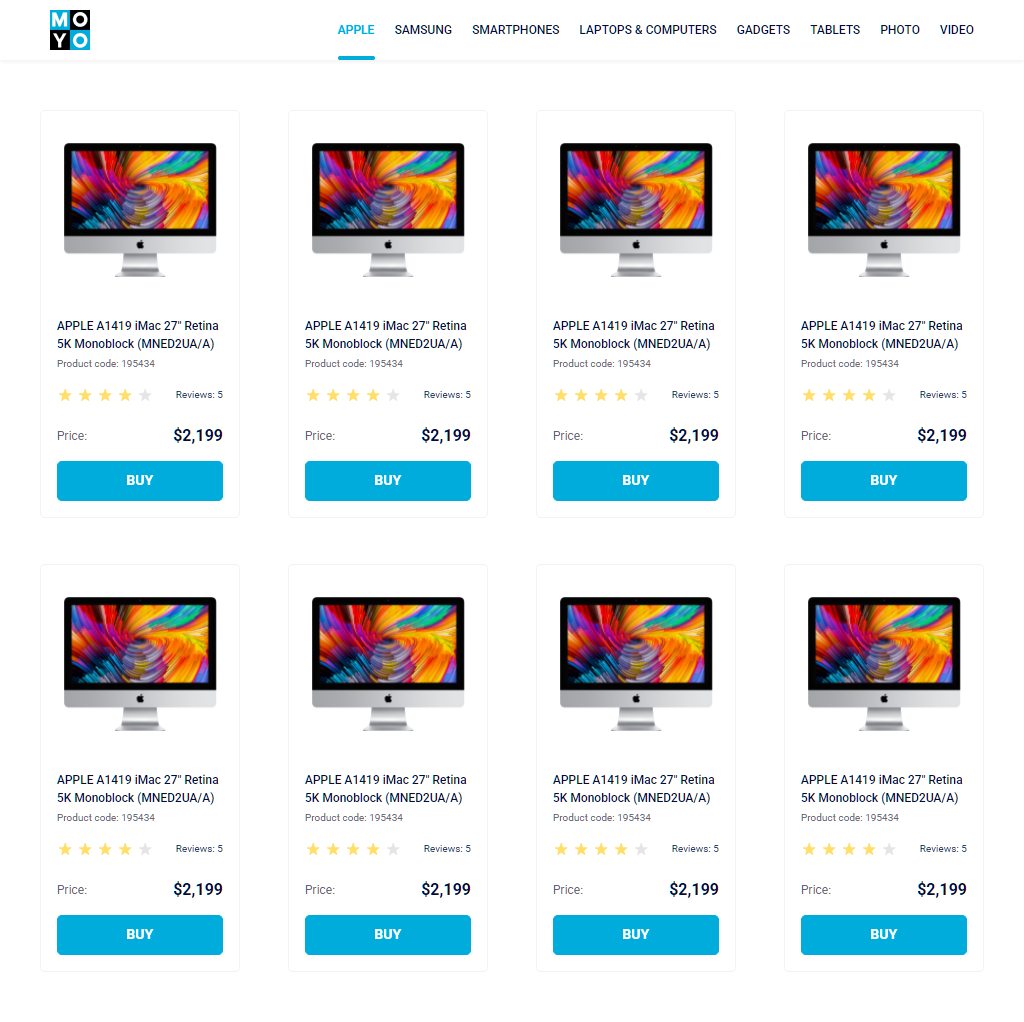 MO
YO
APPLE SAMSUNG SMARTPHONES LAPTOPS & COMPUTERS GADGETS TABLETS PHOTO VIDEO
APPLE A1419 iMac 27" Retina
5K Monoblock (MNED2UA/A)
Product code: 195434
Reviews: 5
Price: $2,199
BUY
APPLE A1419 iMac 27" Retina
5K Monoblock (MNED2UA/A)
Product code: 195434
Reviews: 5
Price: $2,199
BUY
APPLE A1419 iMac 27" Retina
5K Monoblock (MNED2UA/A)
Product code: 195434
Reviews: 5
Price: $2,199
BUY
APPLE A1419 iMac 27" Retina
5K Monoblock (MNED2UA/A)
Product code: 195434
Reviews: 5
Price: $2,199
BUY
APPLE A1419 iMac 27" Retina
5K Monoblock (MNED2UA/A)
Product code: 195434
Reviews: 5
Price: $2,199
BUY
APPLE A1419 iMac 27" Retina
5K Monoblock (MNED2UA/A)
Product code: 195434
Reviews: 5
Price: $2,199
BUY
APPLE A1419 iMac 27" Retina
5K Monoblock (MNED2UA/A)
Product code: 195434
Reviews: 5
Price: $2,199
BUY
APPLE A1419 iMac 27" Retina
5K Monoblock (MNED2UA/A)
Product code: 195434
Reviews: 5
Price: $2,199
BUY